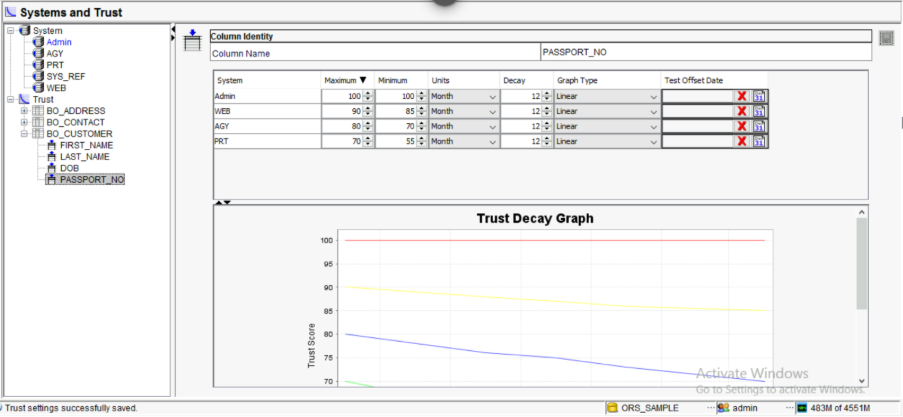 Systems and Trust
System
Admin
AGY
PRT
SYS_REF
WEB
Trust
BO_ADDRESS
BO_CONTACT
BO_CUSTOMER
FIRST_NAME
LAST_NAME
DOB
PASSPORT_NO
Column Identity
Column Name PASSPORT_NO
System Maximum ▼ Minimum Units Decay Graph Type Test Offset Date
Admin 100 100 Month 12 Linear 31
WEB 90 85 Month 12 Linear 31
AGY 80 70 Month 12 Linear 31
PRT 70 55 Month 12 Linear 31
Trust Decay Graph
100
95
90
85
80
75
70
Trust Score
Activate Windows
Go to Settings to activate Windows.
Trust settings successfully saved. ORS_SAMPLE admin 483M of 4551M